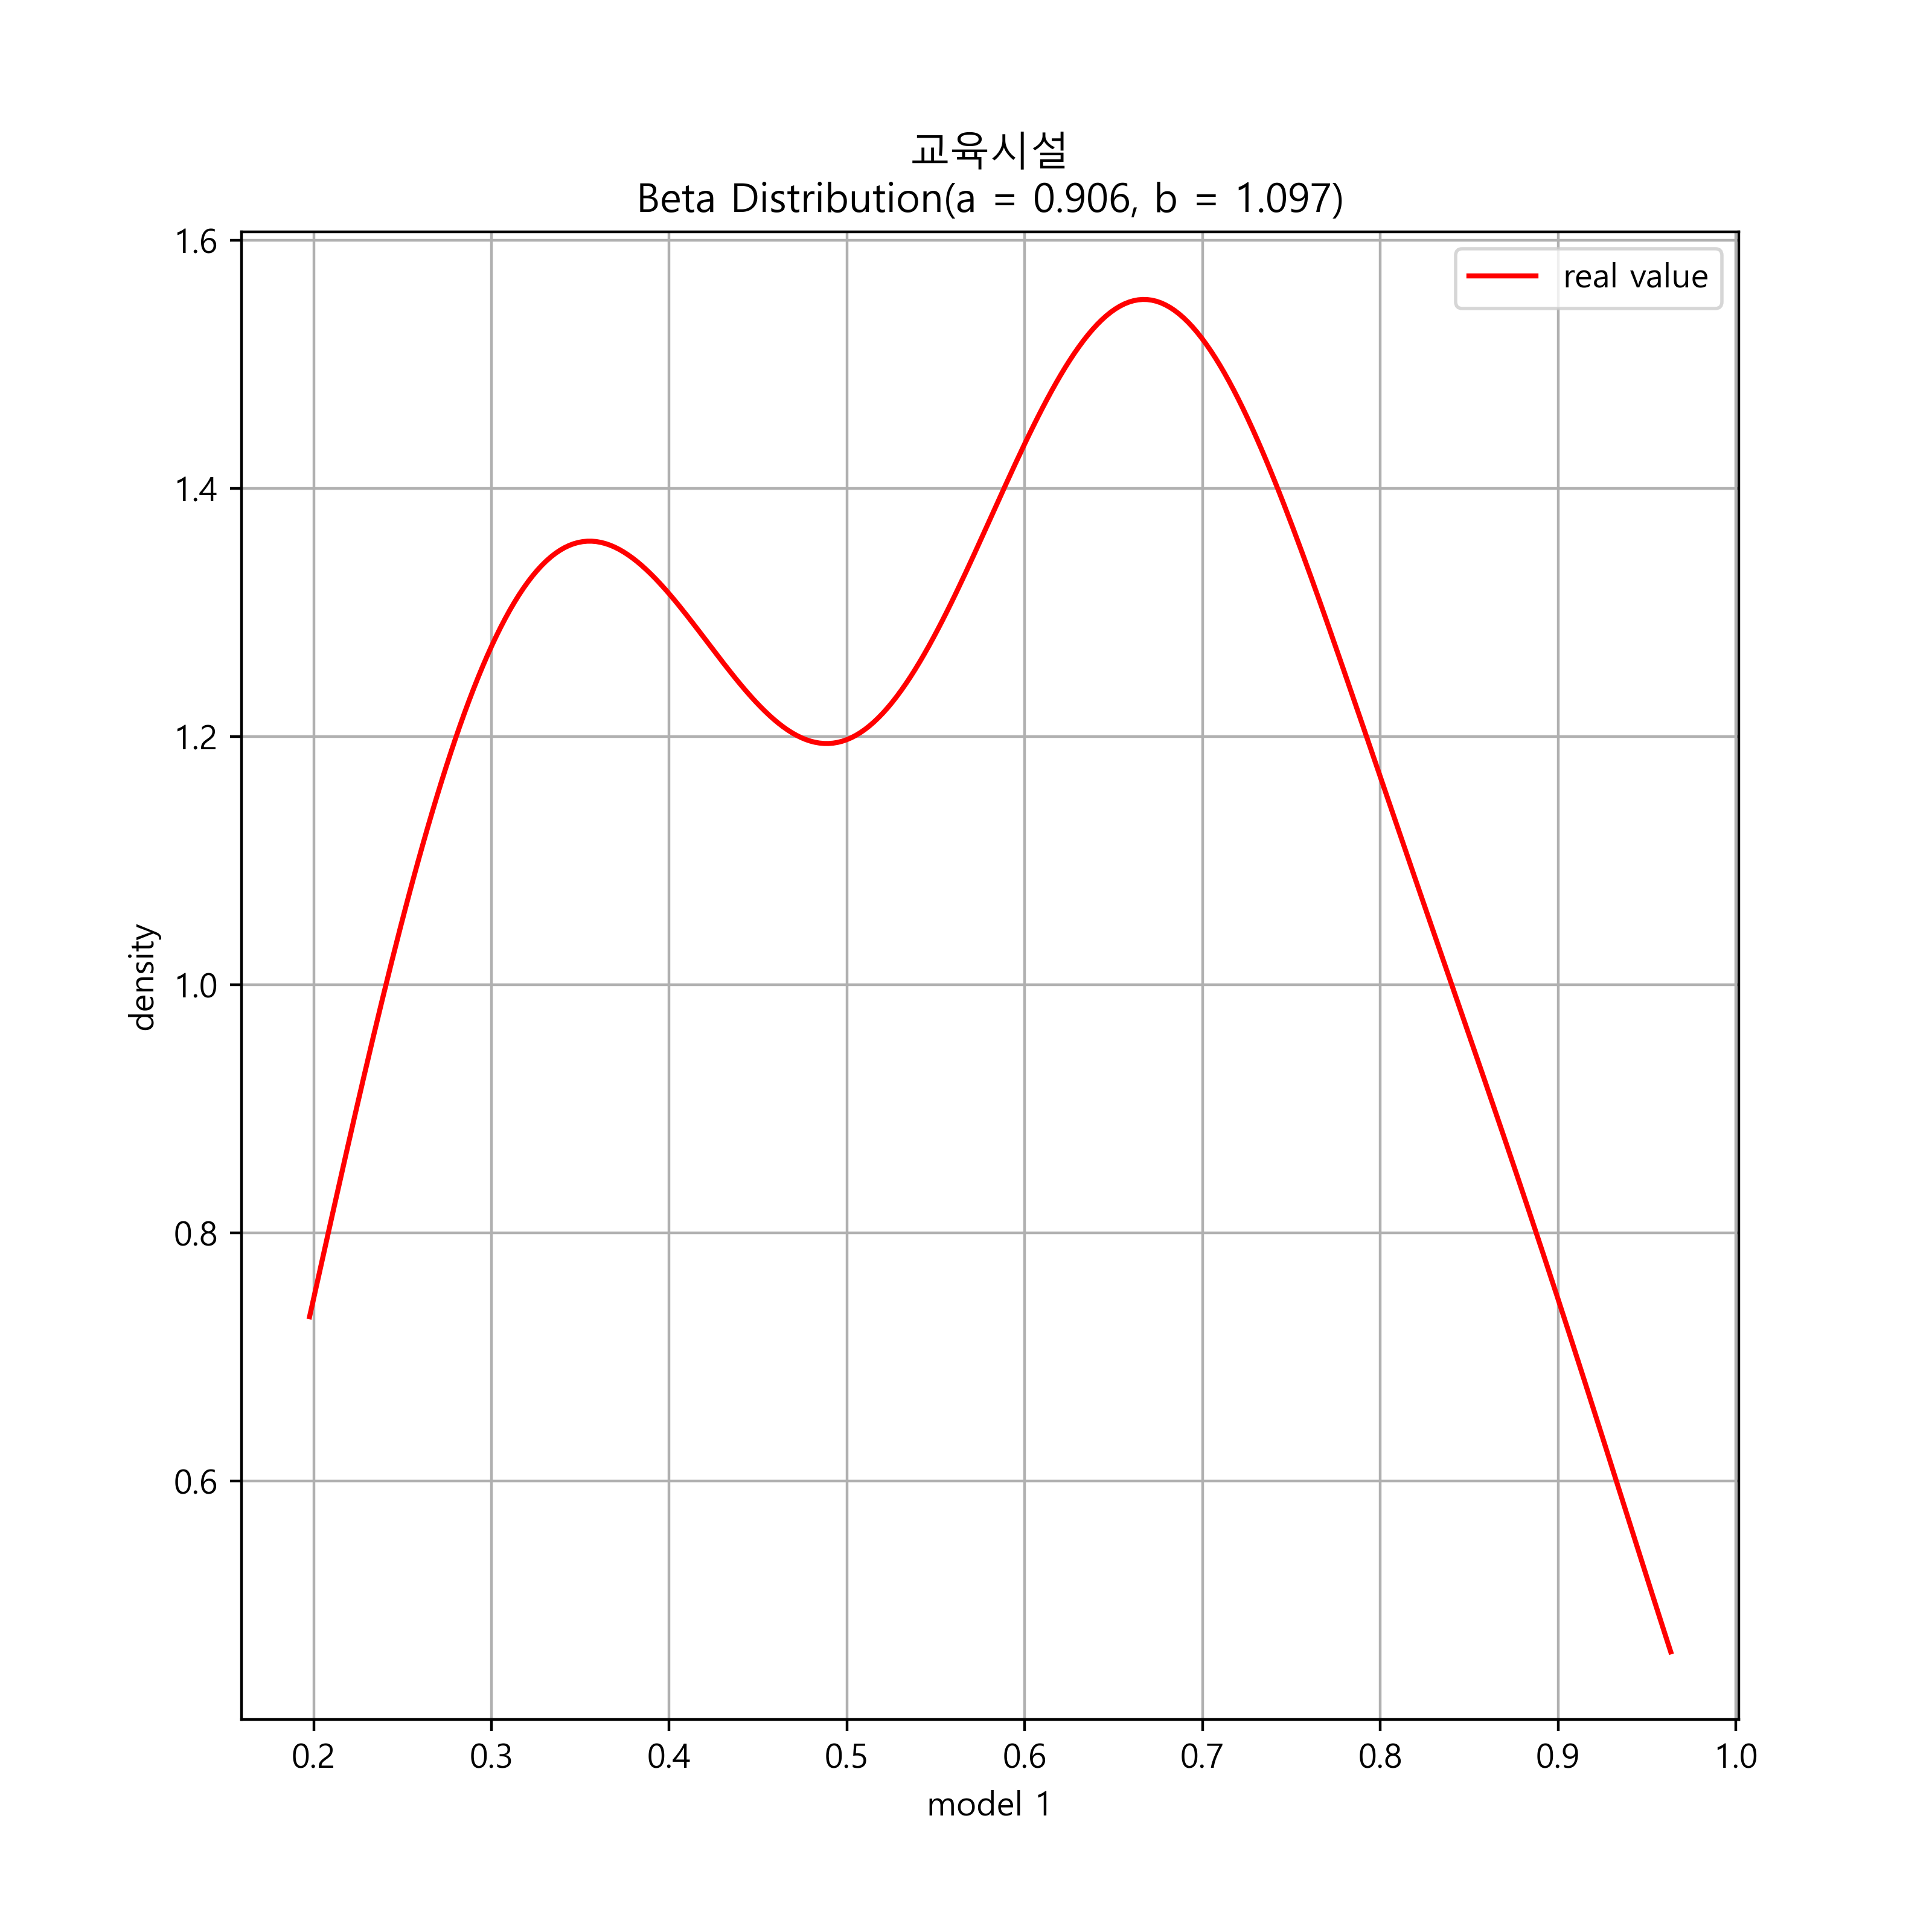 교육시설
Beta Distribution(a = 0.906, b = 1.097)
real value
1.6
1.4
1.2
1.0
0.8
0.6
density
0.2 0.3 0.4 0.5 0.6 0.7 0.8 0.9 1.0
model 1